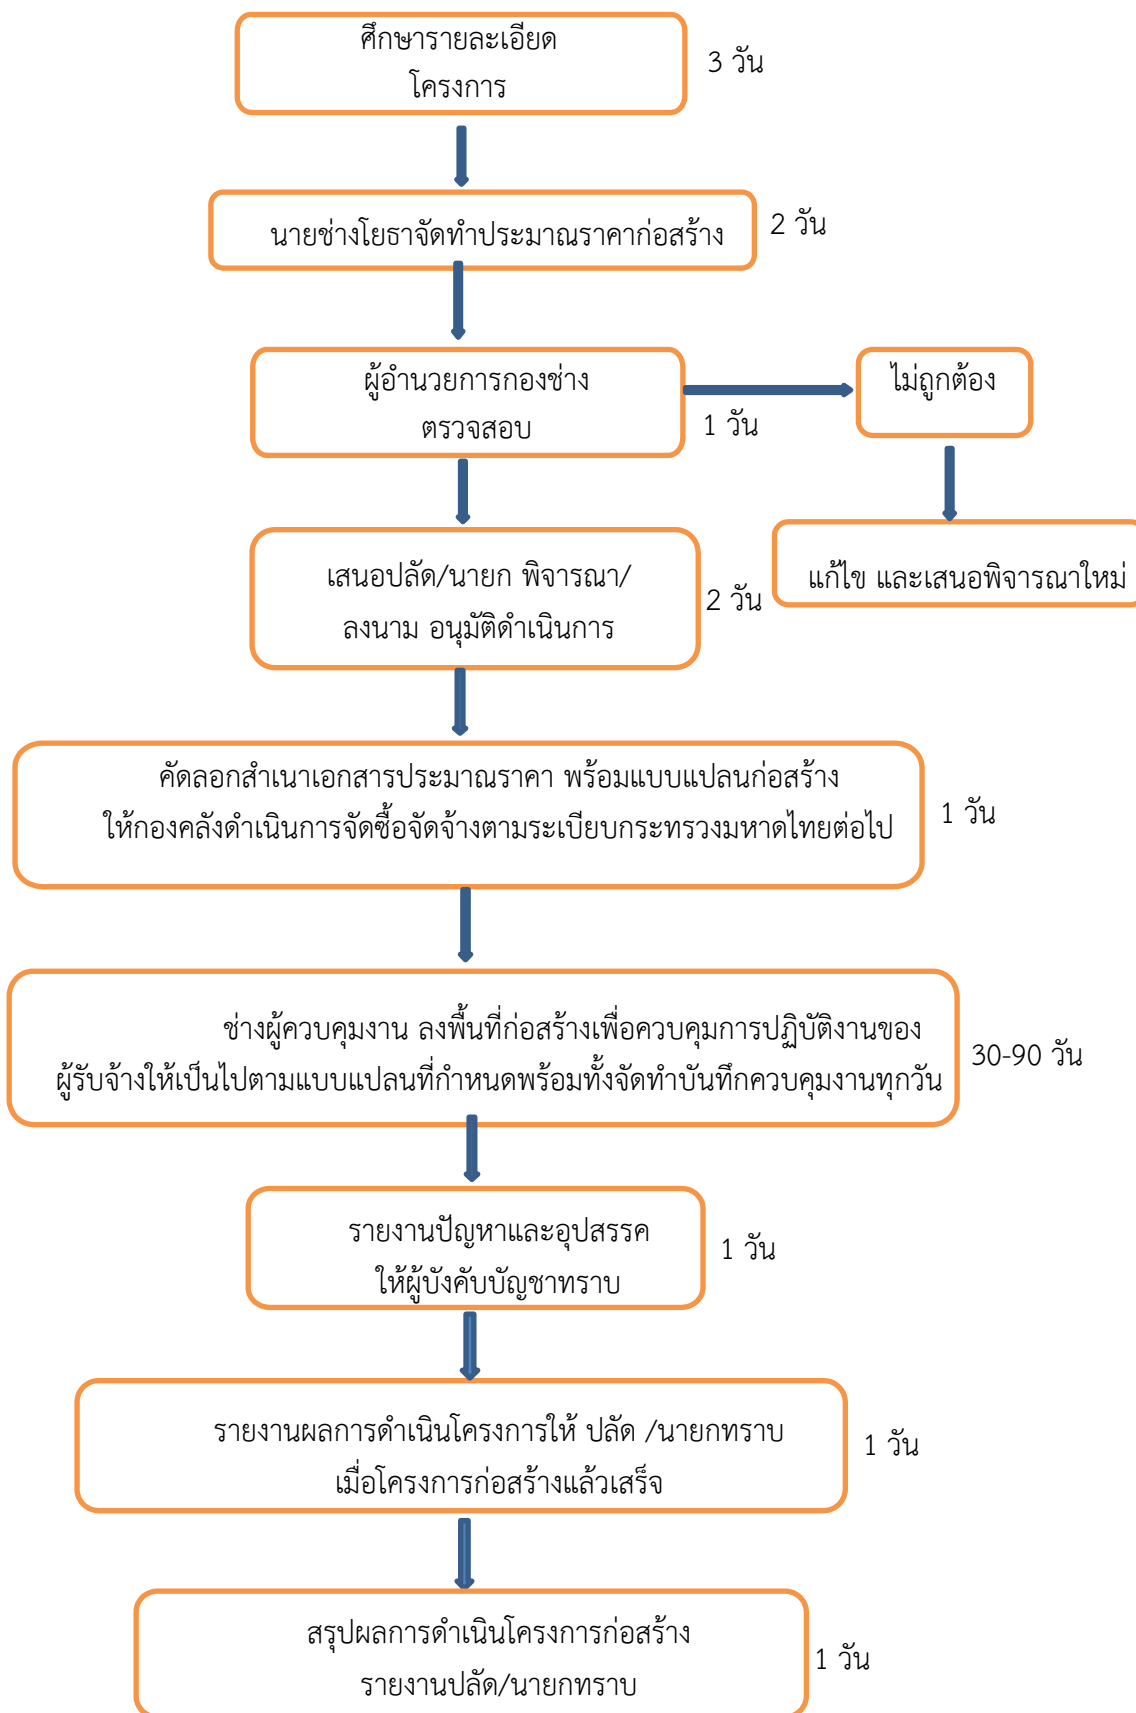 ศึกษารายละเอียด
โครงการ
3 วัน
นายช่างโยธาจัดทำประมาณราคาก่อสร้าง
2 วัน
ผู้อำนวยการกองช่าง
ตรวจสอบ
1 วัน
ไม่ถูกต้อง
แก้ไข และเสนอพิจารณาใหม่
เสนอปลัด/นายก พิจารณา/
ลงนาม อนุมัติดำเนินการ
2 วัน
คัดลอกสำเนาเอกสารประมาณราคา พร้อมแบบแปลนก่อสร้าง
ให้กองคลังดำเนินการจัดซื้อจัดจ้างตามระเบียบกระทรวงมหาดไทยต่อไป
1 วัน
ช่างผู้ควบคุมงาน ลงพื้นที่ก่อสร้างเพื่อควบคุมการปฏิบัติงานของ
ผู้รับจ้างให้เป็นไปตามแบบแปลนที่กำหนดพร้อมทั้งจัดทำบันทึกควบคุมงานทุกวัน
30-90 วัน
รายงานปัญหาและอุปสรรค
ให้ผู้บังคับบัญชาทราบ
1 วัน
รายงานผลการดำเนินโครงการให้ ปลัด /นายกทราบ
เมื่อโครงการก่อสร้างแล้วเสร็จ
1 วัน
สรุปผลการดำเนินโครงการก่อสร้าง
รายงานปลัด/นายกทราบ
1 วัน